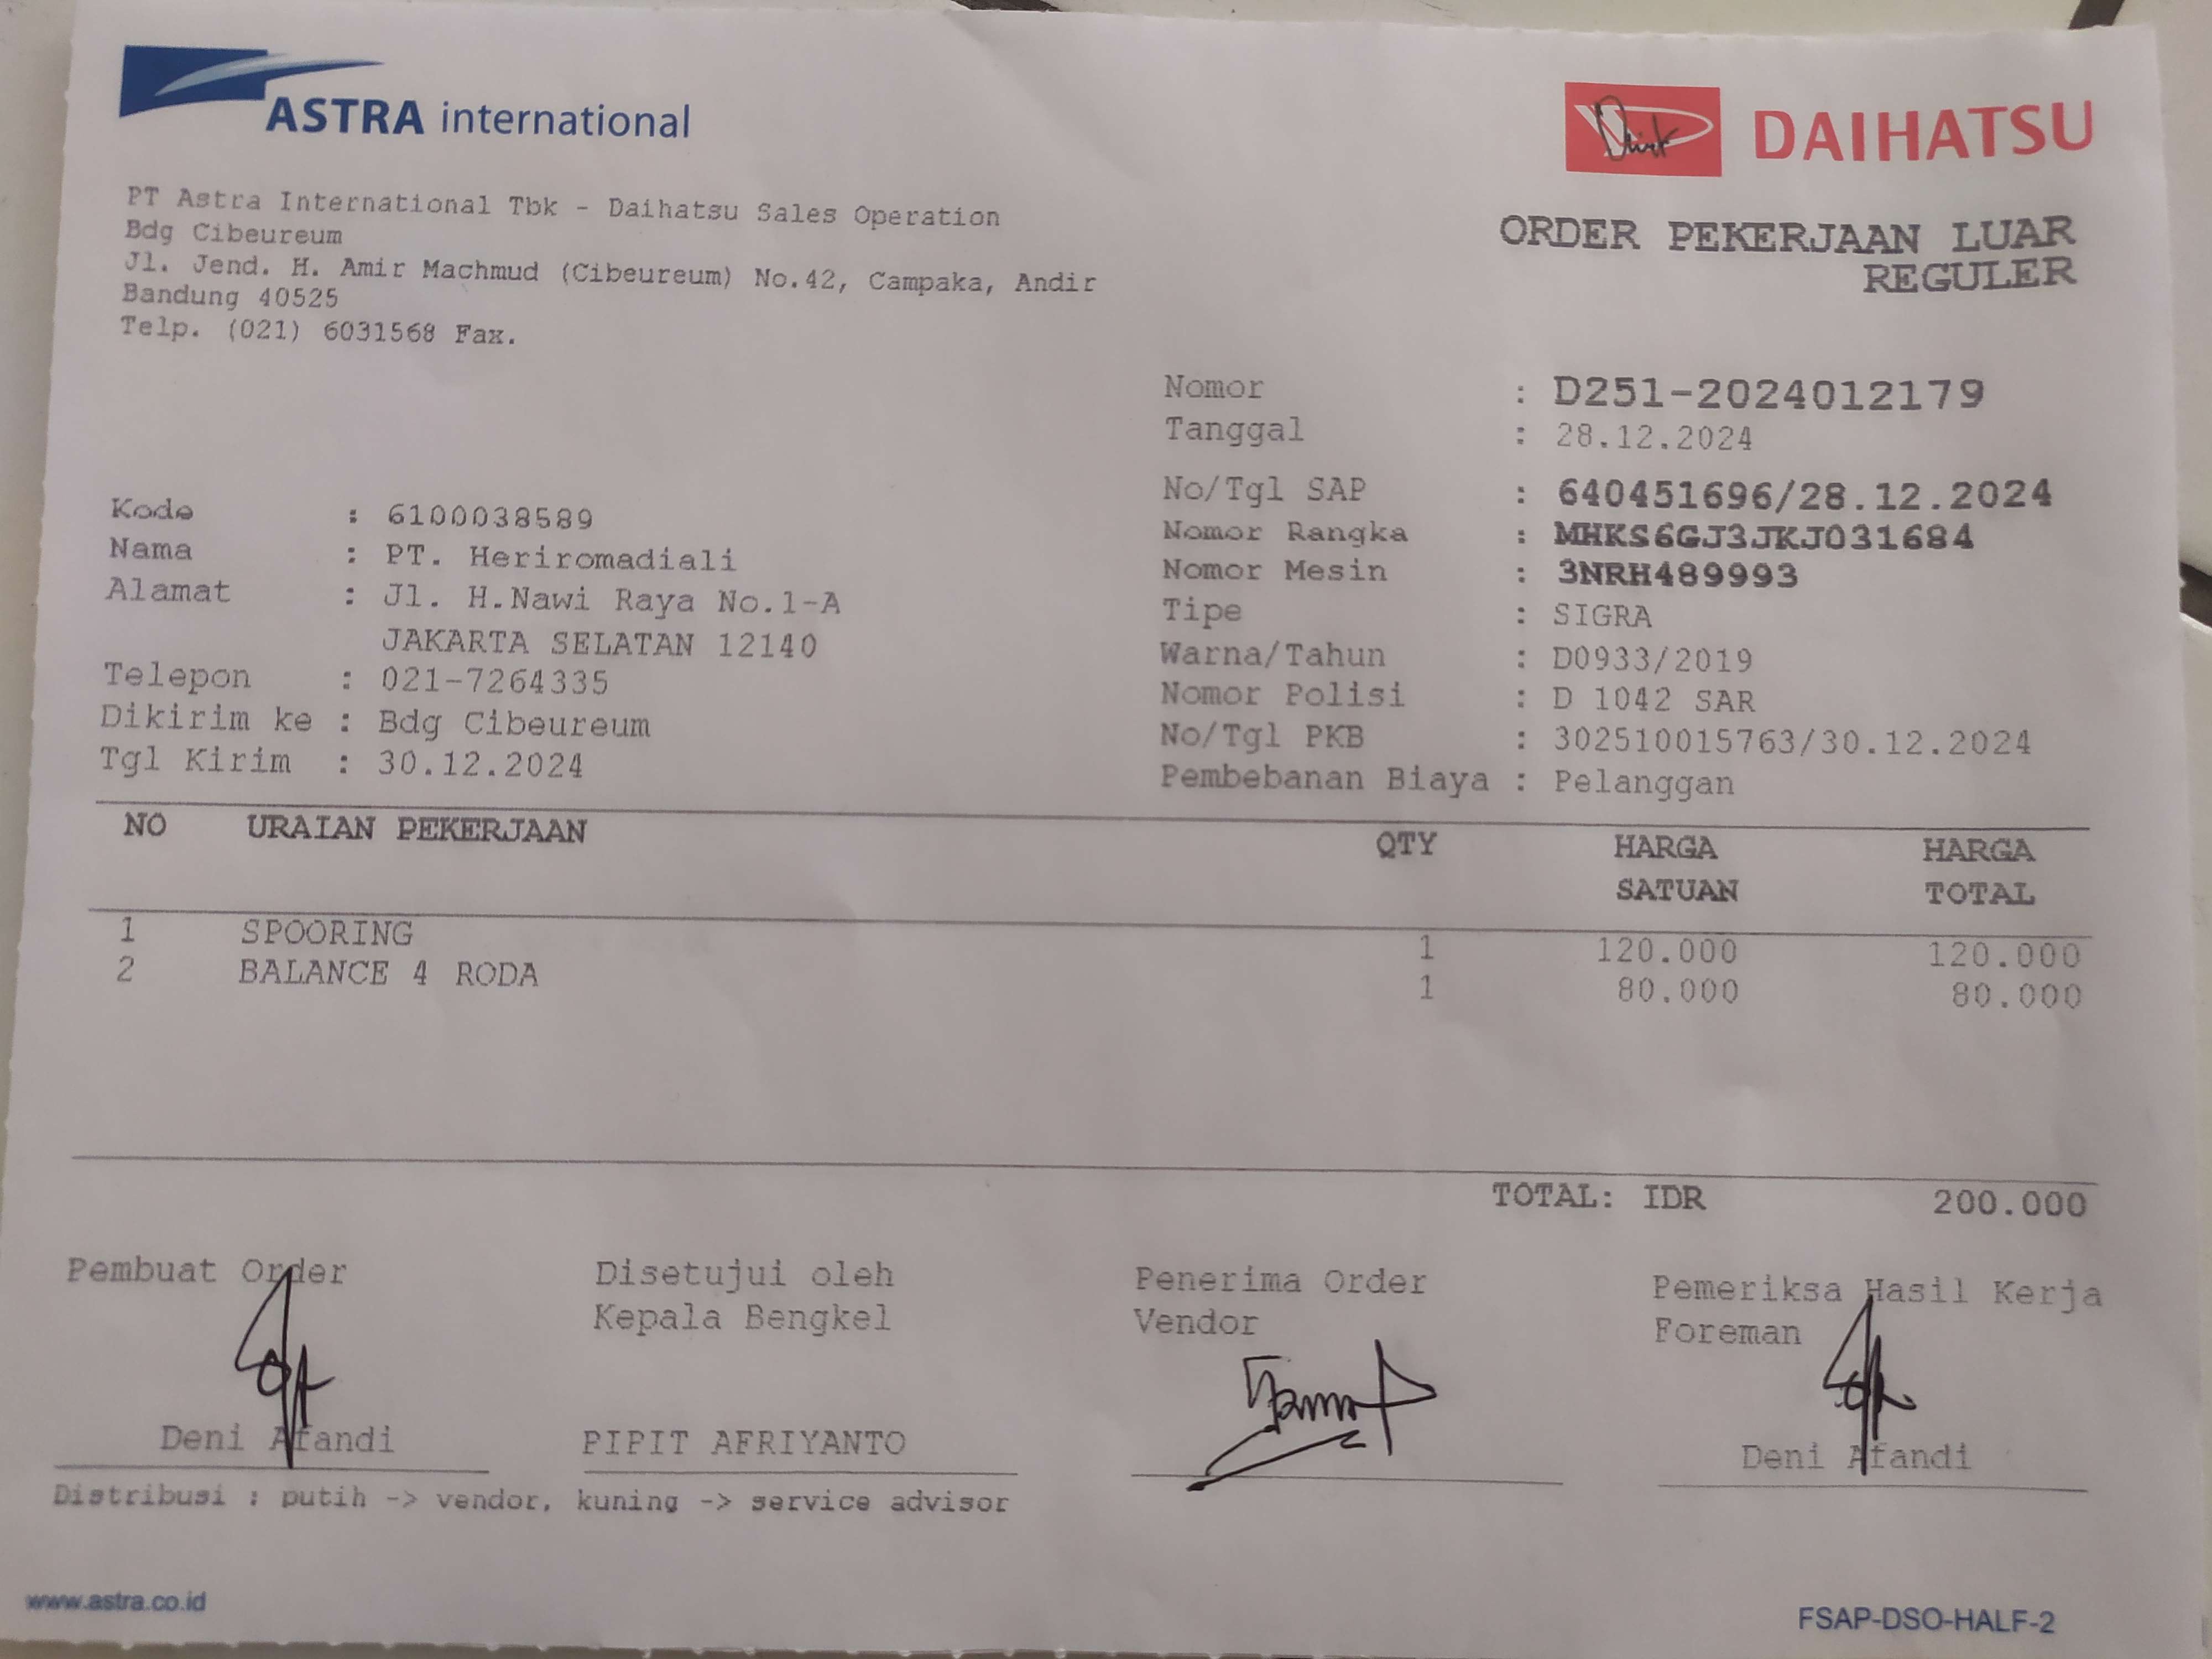 ASTRA international
DAIHATSU
PT Astra International Tbk - Daihatsu Sales Operation
Bdg Cibeureum
Jl. Jend. H. Amir Machmud (Cibeureum) No.42, Campaka, Andir
Bandung 40525
Telp. (021) 6031568 Fax.
ORDER PEKERJAAN LUAR
REGULER
Nomor : D251-2024012179
Tanggal : 28.12.2024
No/Tgl SAP : 640451696/28.12.2024
Nomor Rangka : MHKS6GJ3JKJ031684
Nomor Mesin : 3NRH489993
Tipe : SIGRA
Warna/Tahun : D0933/2019
Nomor Polisi : D 1042 SAR
No/Tgl PKB : 302510015763/30.12.2024
Pembebanan Biaya : Pelanggan
Kode : 6100038589
Nama : PT. Heriromadiali
Alamat : Jl. H.Nawi Raya No.1-A
JAKARTA SELATAN 12140
Telepon : 021-7264335
Dikirim ke : Bdg Cibeureum
Tgl Kirim : 30.12.2024
NO URAIAN PEKERJAAN QTY HARGA SATUAN HARGA TOTAL
1 SPOORING 1 120.000 120.000
2 BALANCE 4 RODA 1 80.000 80.000
TOTAL: IDR 200.000
Pembuat Order
Deni Afandi
Disetujui oleh
Kepala Bengkel
PIPIT AFRIYANTO
Penerima Order
Vendor
Pemeriksa Hasil Kerja
Foreman
Deni Afandi
Distribusi : putih -> vendor, kuning -> service advisor
www.astra.co.id
FSAP-DSO-HALF-2